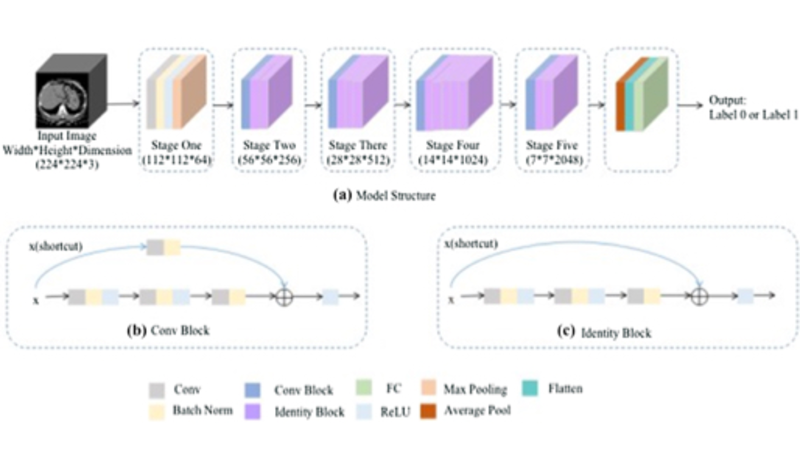 Input Image
Width*Height*Dimension
(224*224*3)
Stage One
(112*112*64)
Stage Two
(56*56*256)
Stage There
(28*28*512)
Stage Four
(14*14*1024)
Stage Five
(7*7*2048)
Output:
Label 0 or Label 1
(a) Model Structure
x(shortcut)
x
(b) Conv Block
x(shortcut)
x
(c) Identity Block
Conv
Conv Block
FC
Max Pooling
Flatten
Batch Norm
Identity Block
ReLU
Average Pool